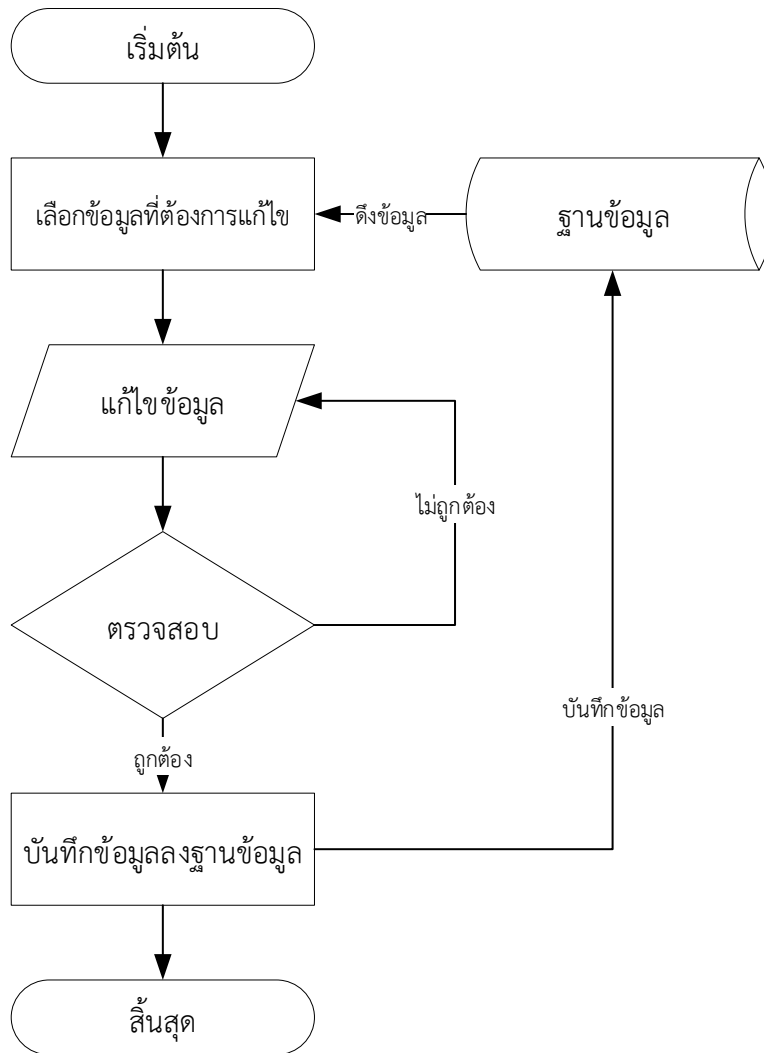 เริ่มต้น
เลือกข้อมูลที่ต้องการแก้ไข
ดึงข้อมูล
ฐานข้อมูล
แก้ไขข้อมูล
ไม่ถูกต้อง
ตรวจสอบ
บันทึกข้อมูล
ถูกต้อง
บันทึกข้อมูลลงฐานข้อมูล
สิ้นสุด